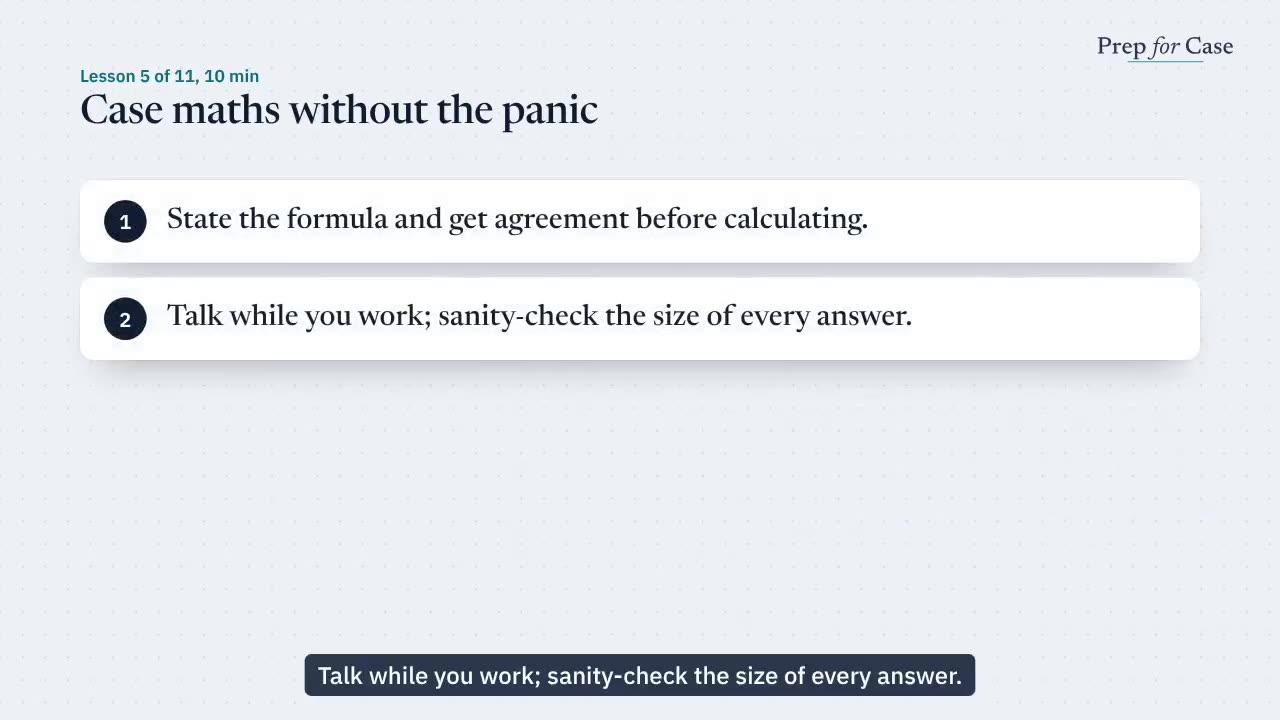 Prep for Case
Lesson 5 of 11, 10 min
Case maths without the panic
1 State the formula and get agreement before calculating.
2 Talk while you work; sanity-check the size of every answer.
Talk while you work; sanity-check the size of every answer.